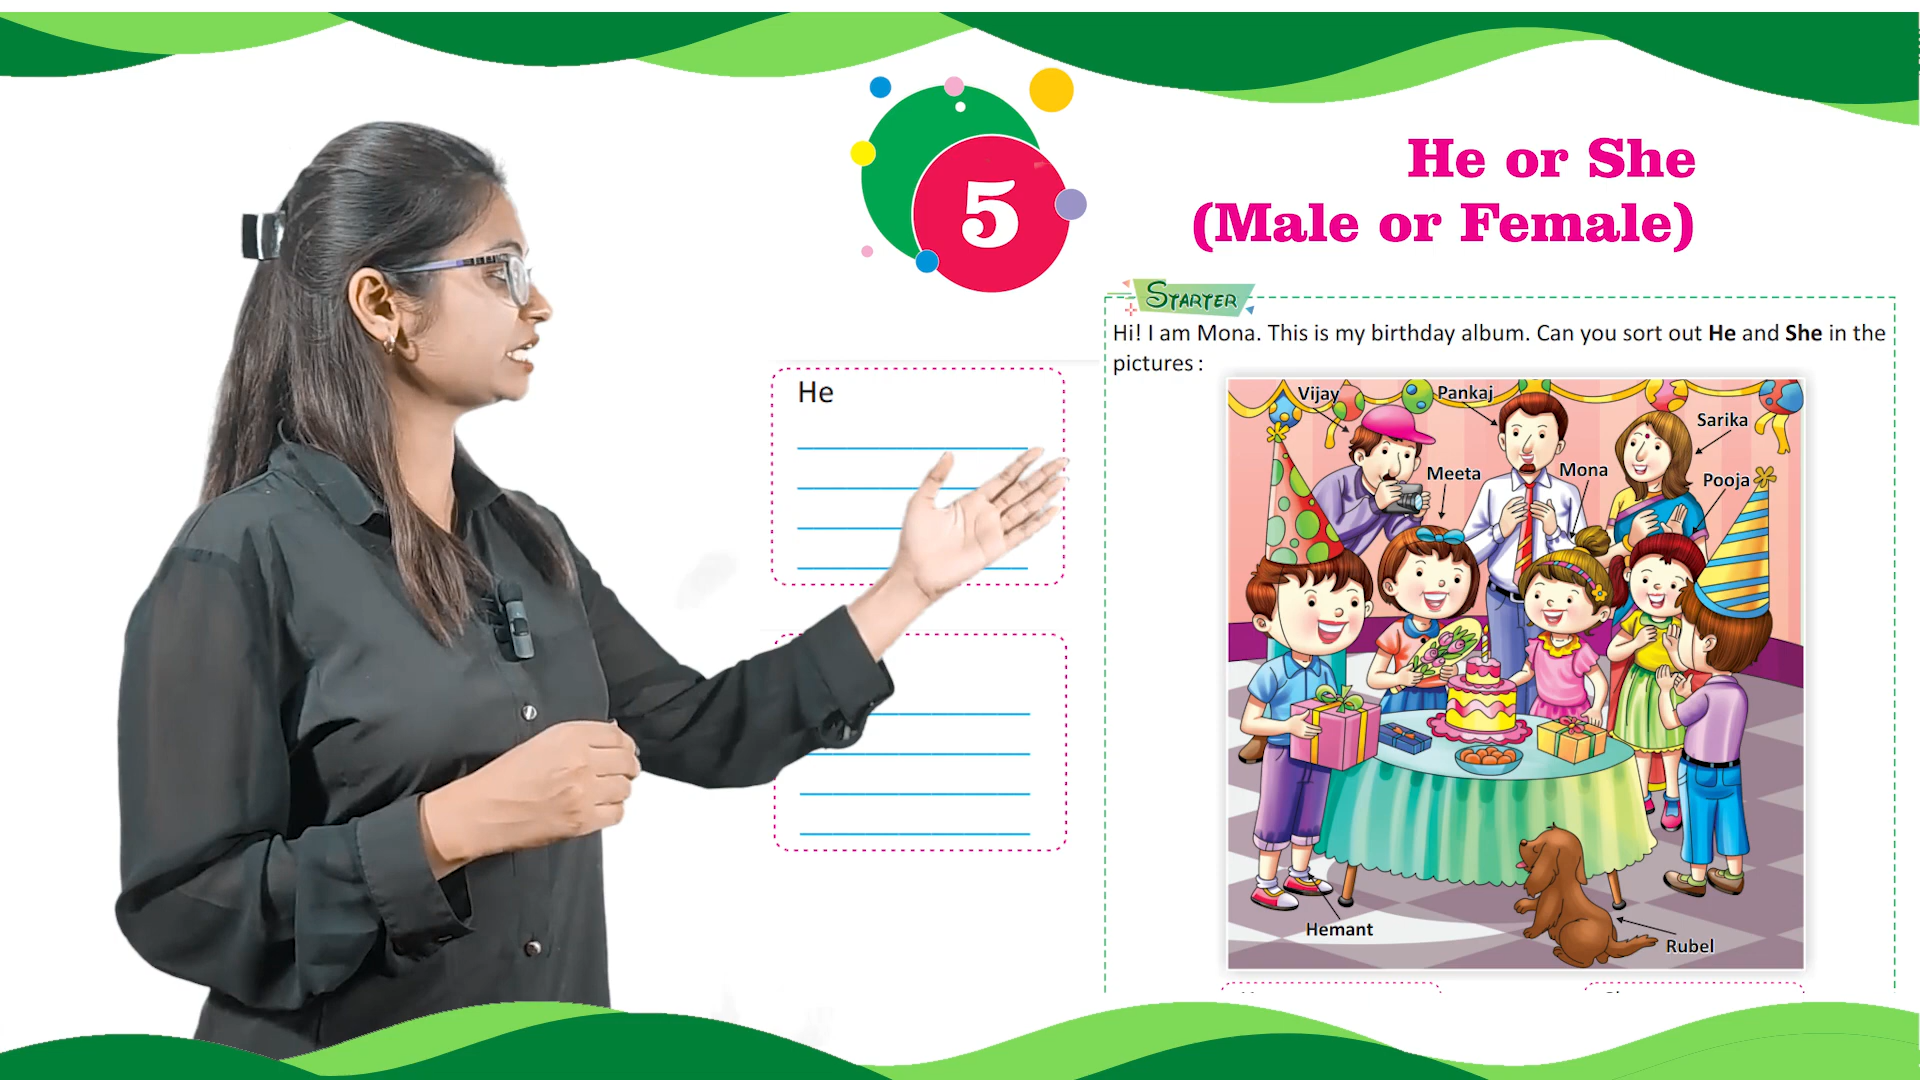 5
He or She
(Male or Female)
STARTER
Hi! I am Mona. This is my birthday album. Can you sort out He and She in the
pictures :
He
Vijay
Pankaj
Sarika
Meeta
Mona
Pooja
Hemant
Rubel